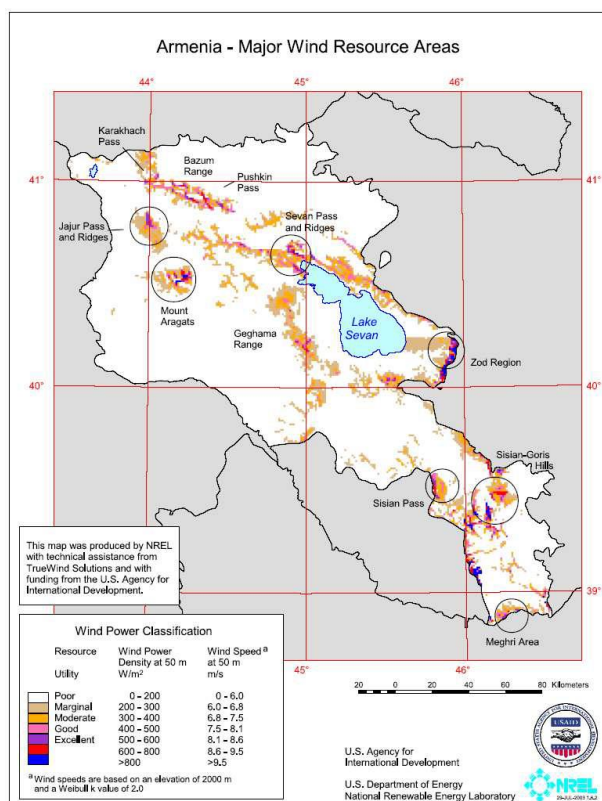 Armenia - Major Wind Resource Areas
44°
45°
46°
Karakhach
Pass
Bazum
Range
Pushkin
Pass
41°
41°
Jajur Pass
and Ridges
Sevan Pass
and Ridges
Mount
Aragats
Lake
Sevan
Geghama
Range
Zod Region
40°
40°
Sisian-Goris
Hills
Sisian Pass
39°
Meghri Area
45°
46°
This map was produced by NREL
with technical assistance from
TrueWind Solutions and with
funding from the U.S. Agency for
International Development.
Wind Power Classification
Resource Wind Power Wind Speed a
Density at 50 m at 50 m
Utility W/m2 m/s
Poor 0 - 200 0 - 6.0
Marginal 200 - 300 6.0 - 6.8
Moderate 300 - 400 6.8 - 7.5
Good 400 - 500 7.5 - 8.1
Excellent 500 - 600 8.1 - 8.6
600 - 800 8.6 - 9.5
>800 >9.5
a Wind speeds are based on an elevation of 2000 m
and a Weibull k value of 2.0
20 0 20 40 60 80 Kilometers
U.S. Agency for
International Development
USAID
U.S. Department of Energy
National Renewable Energy Laboratory
NREL